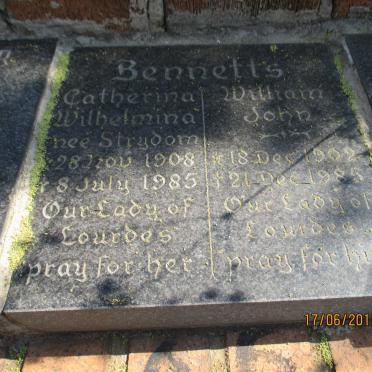 Bennetts
Catherina
Wilhelmina
nee Strydom
* 28 Nov 1908
† 8 July 1985
Our Lady of
Lourdes
pray for her
William
John
* 18 Dec
† 21 Dec
Our Lady of
Lourdes
pray for
17/06/201